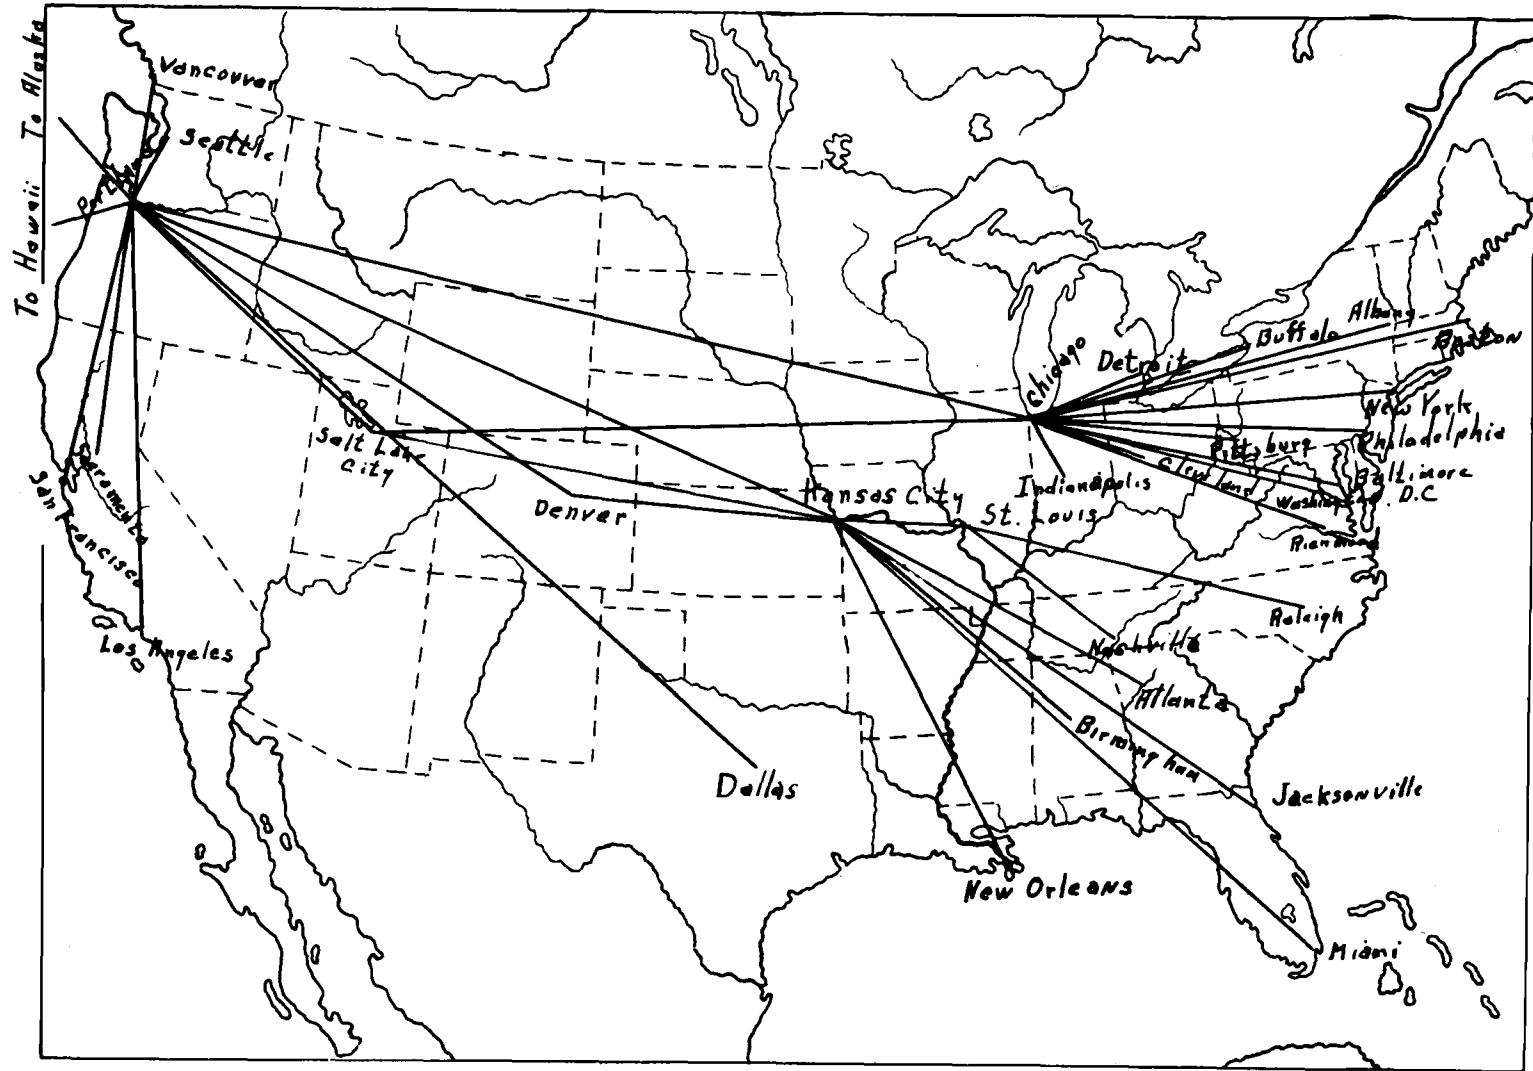 To Hawaii To Alaska
Vancouver
Seattle
Portland
Buffalo
Albany
Boston
Chicago
Detroit
New York
Philadelphia
Pittsburg
Baltimore
Cleveland
Washington, D.C
Richmond
Indianapolis
Salt Lake
City
Sacramento
San Francisco
Denver
Kansas City
St. Louis
Raleigh
Nashville
Los Angeles
Atlanta
Birmingham
Dallas
Jacksonville
New Orleans
Miami